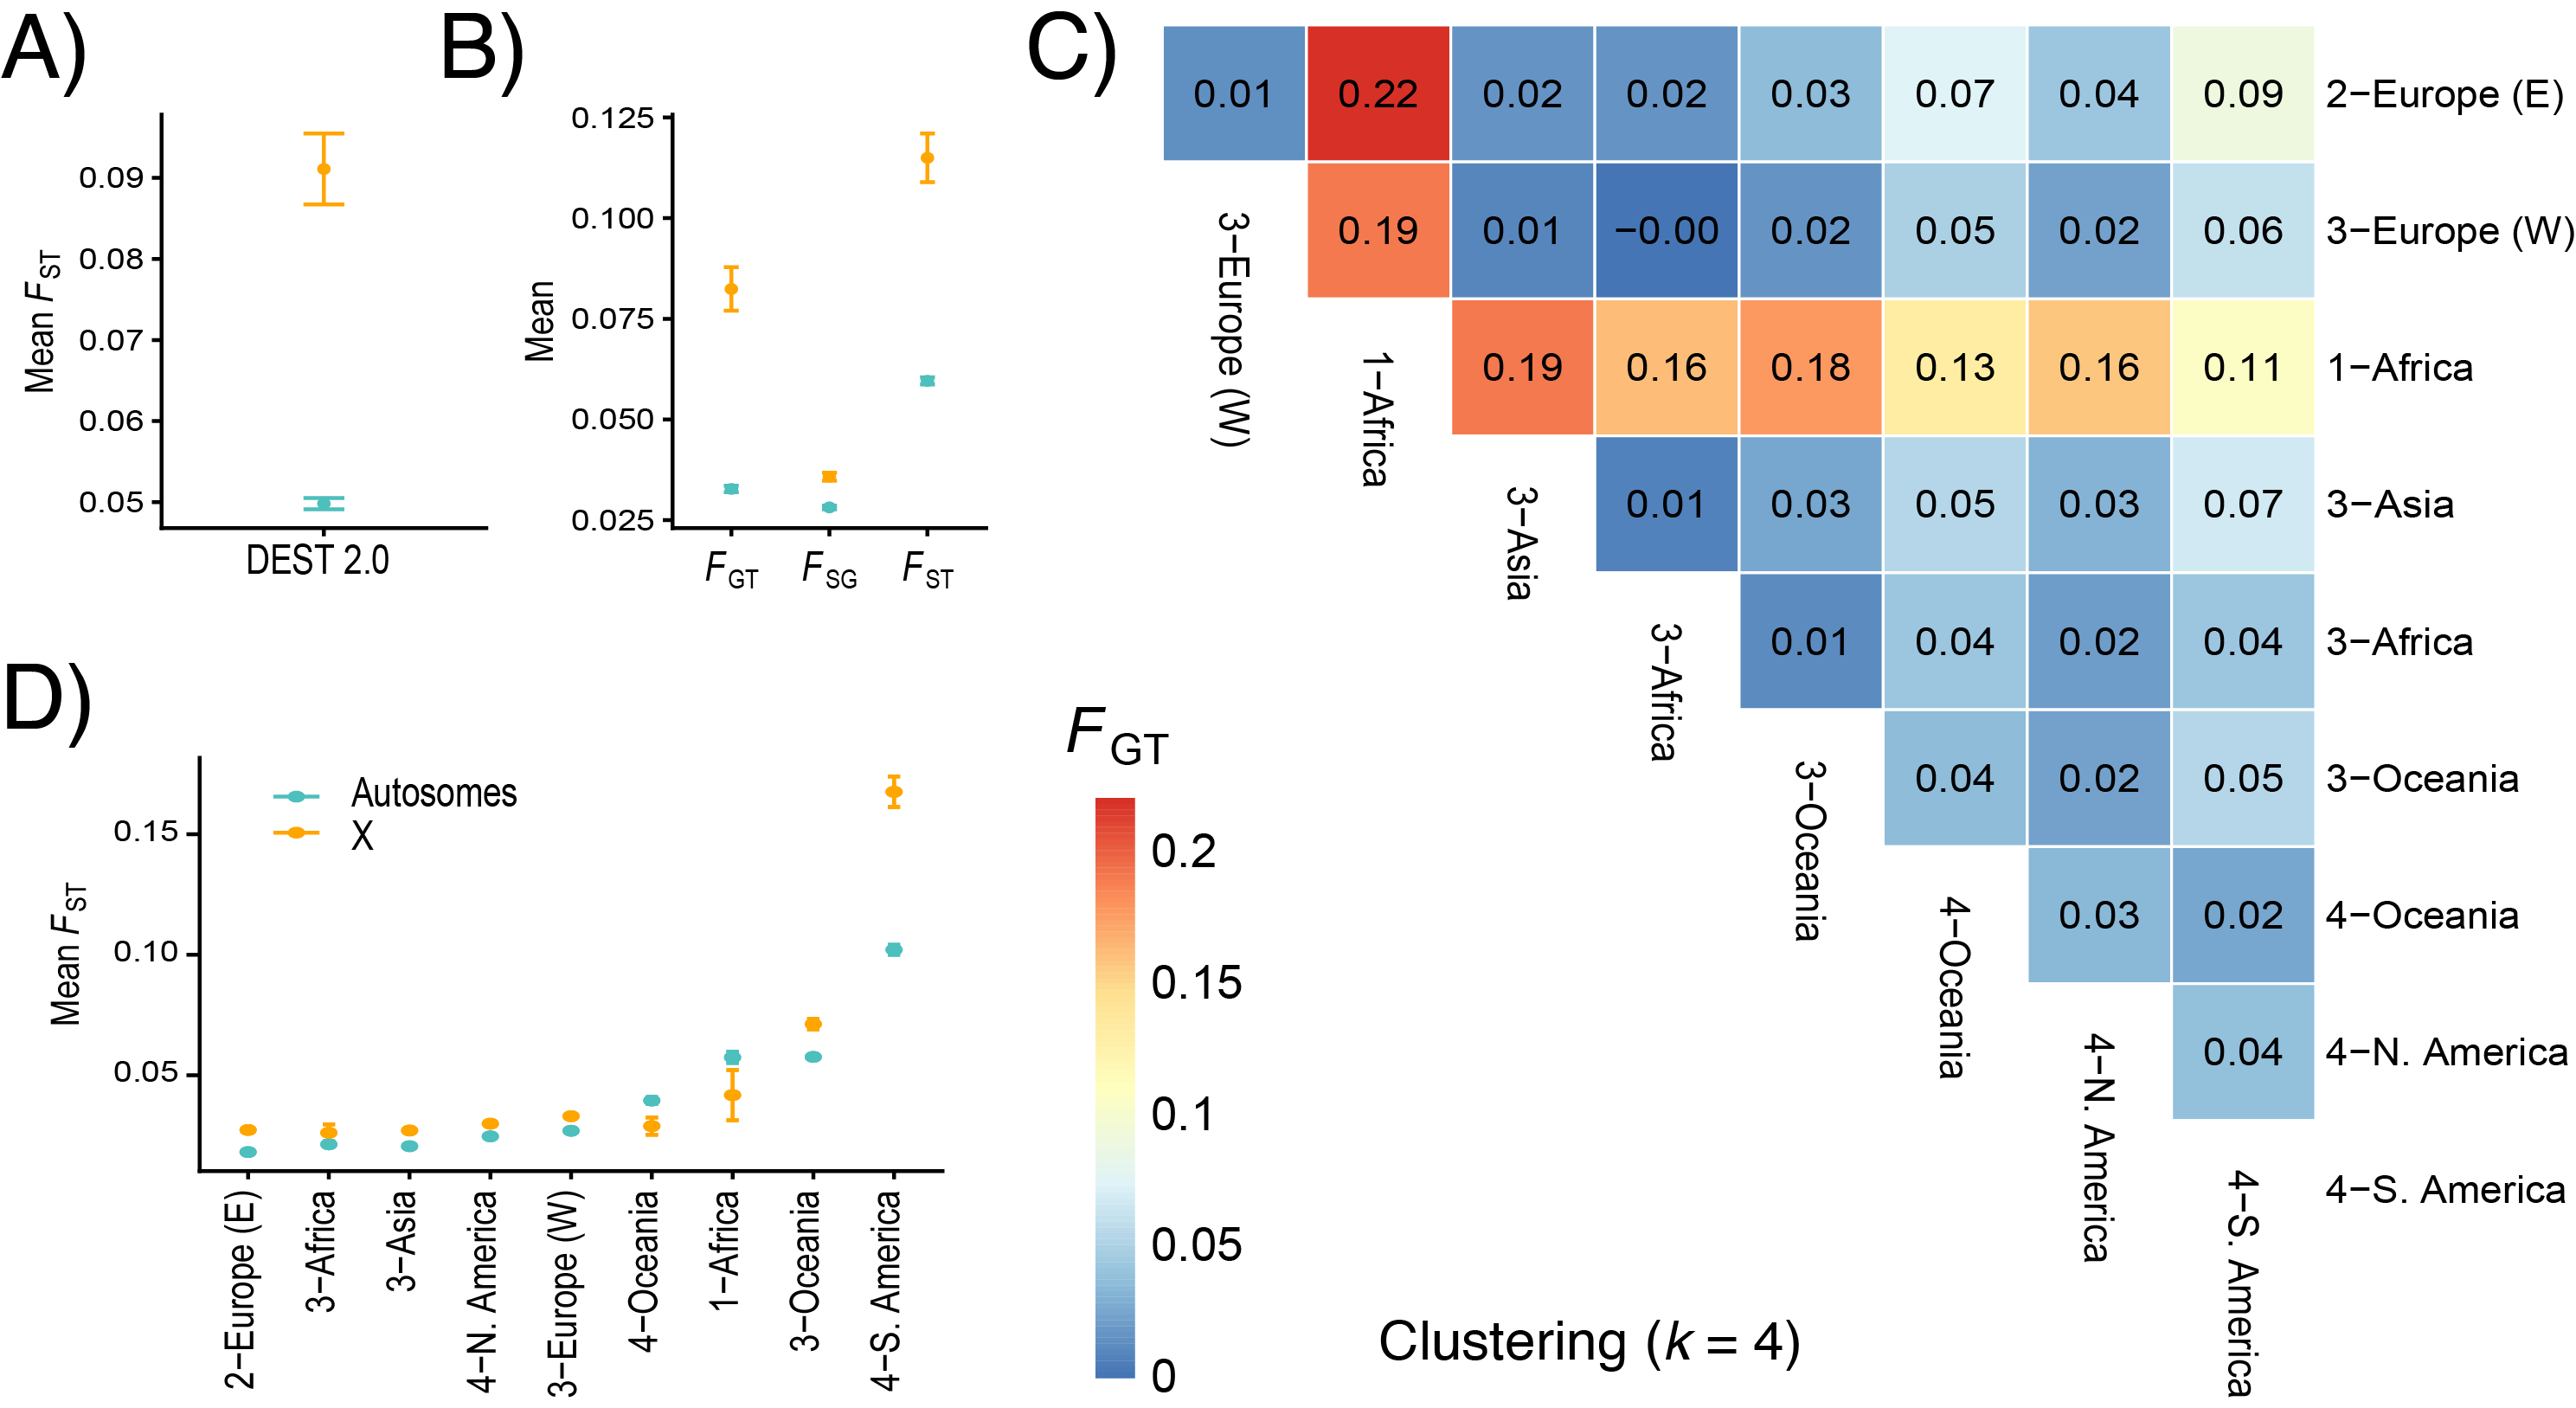 A)
Mean FST
0.09
0.08
0.07
0.06
0.05
DEST 2.0
B)
Mean
0.125
0.100
0.075
0.050
0.025
FGT FSG FST
C)
0.01 0.22 0.02 0.02 0.03 0.07 0.04 0.09 2−Europe (E)
0.19 0.01 −0.00 0.02 0.05 0.02 0.06 3−Europe (W)
0.19 0.16 0.18 0.13 0.16 0.11 1−Africa
0.01 0.03 0.05 0.03 0.07 3−Asia
0.01 0.04 0.02 0.04 3−Africa
0.04 0.02 0.05 3−Oceania
0.03 0.02 4−Oceania
0.04 4−N. America
4−S. America
3−Europe (W)
1−Africa
3−Asia
3−Africa
3−Oceania
4−Oceania
4−N. America
4−S. America
FGT
0.2
0.15
0.1
0.05
0
Clustering (k = 4)
D)
Mean FST
0.15
0.10
0.05
Autosomes
X
2−Europe (E)
3−Africa
3−Asia
4−N. America
3−Europe (W)
4−Oceania
1−Africa
3−Oceania
4−S. America